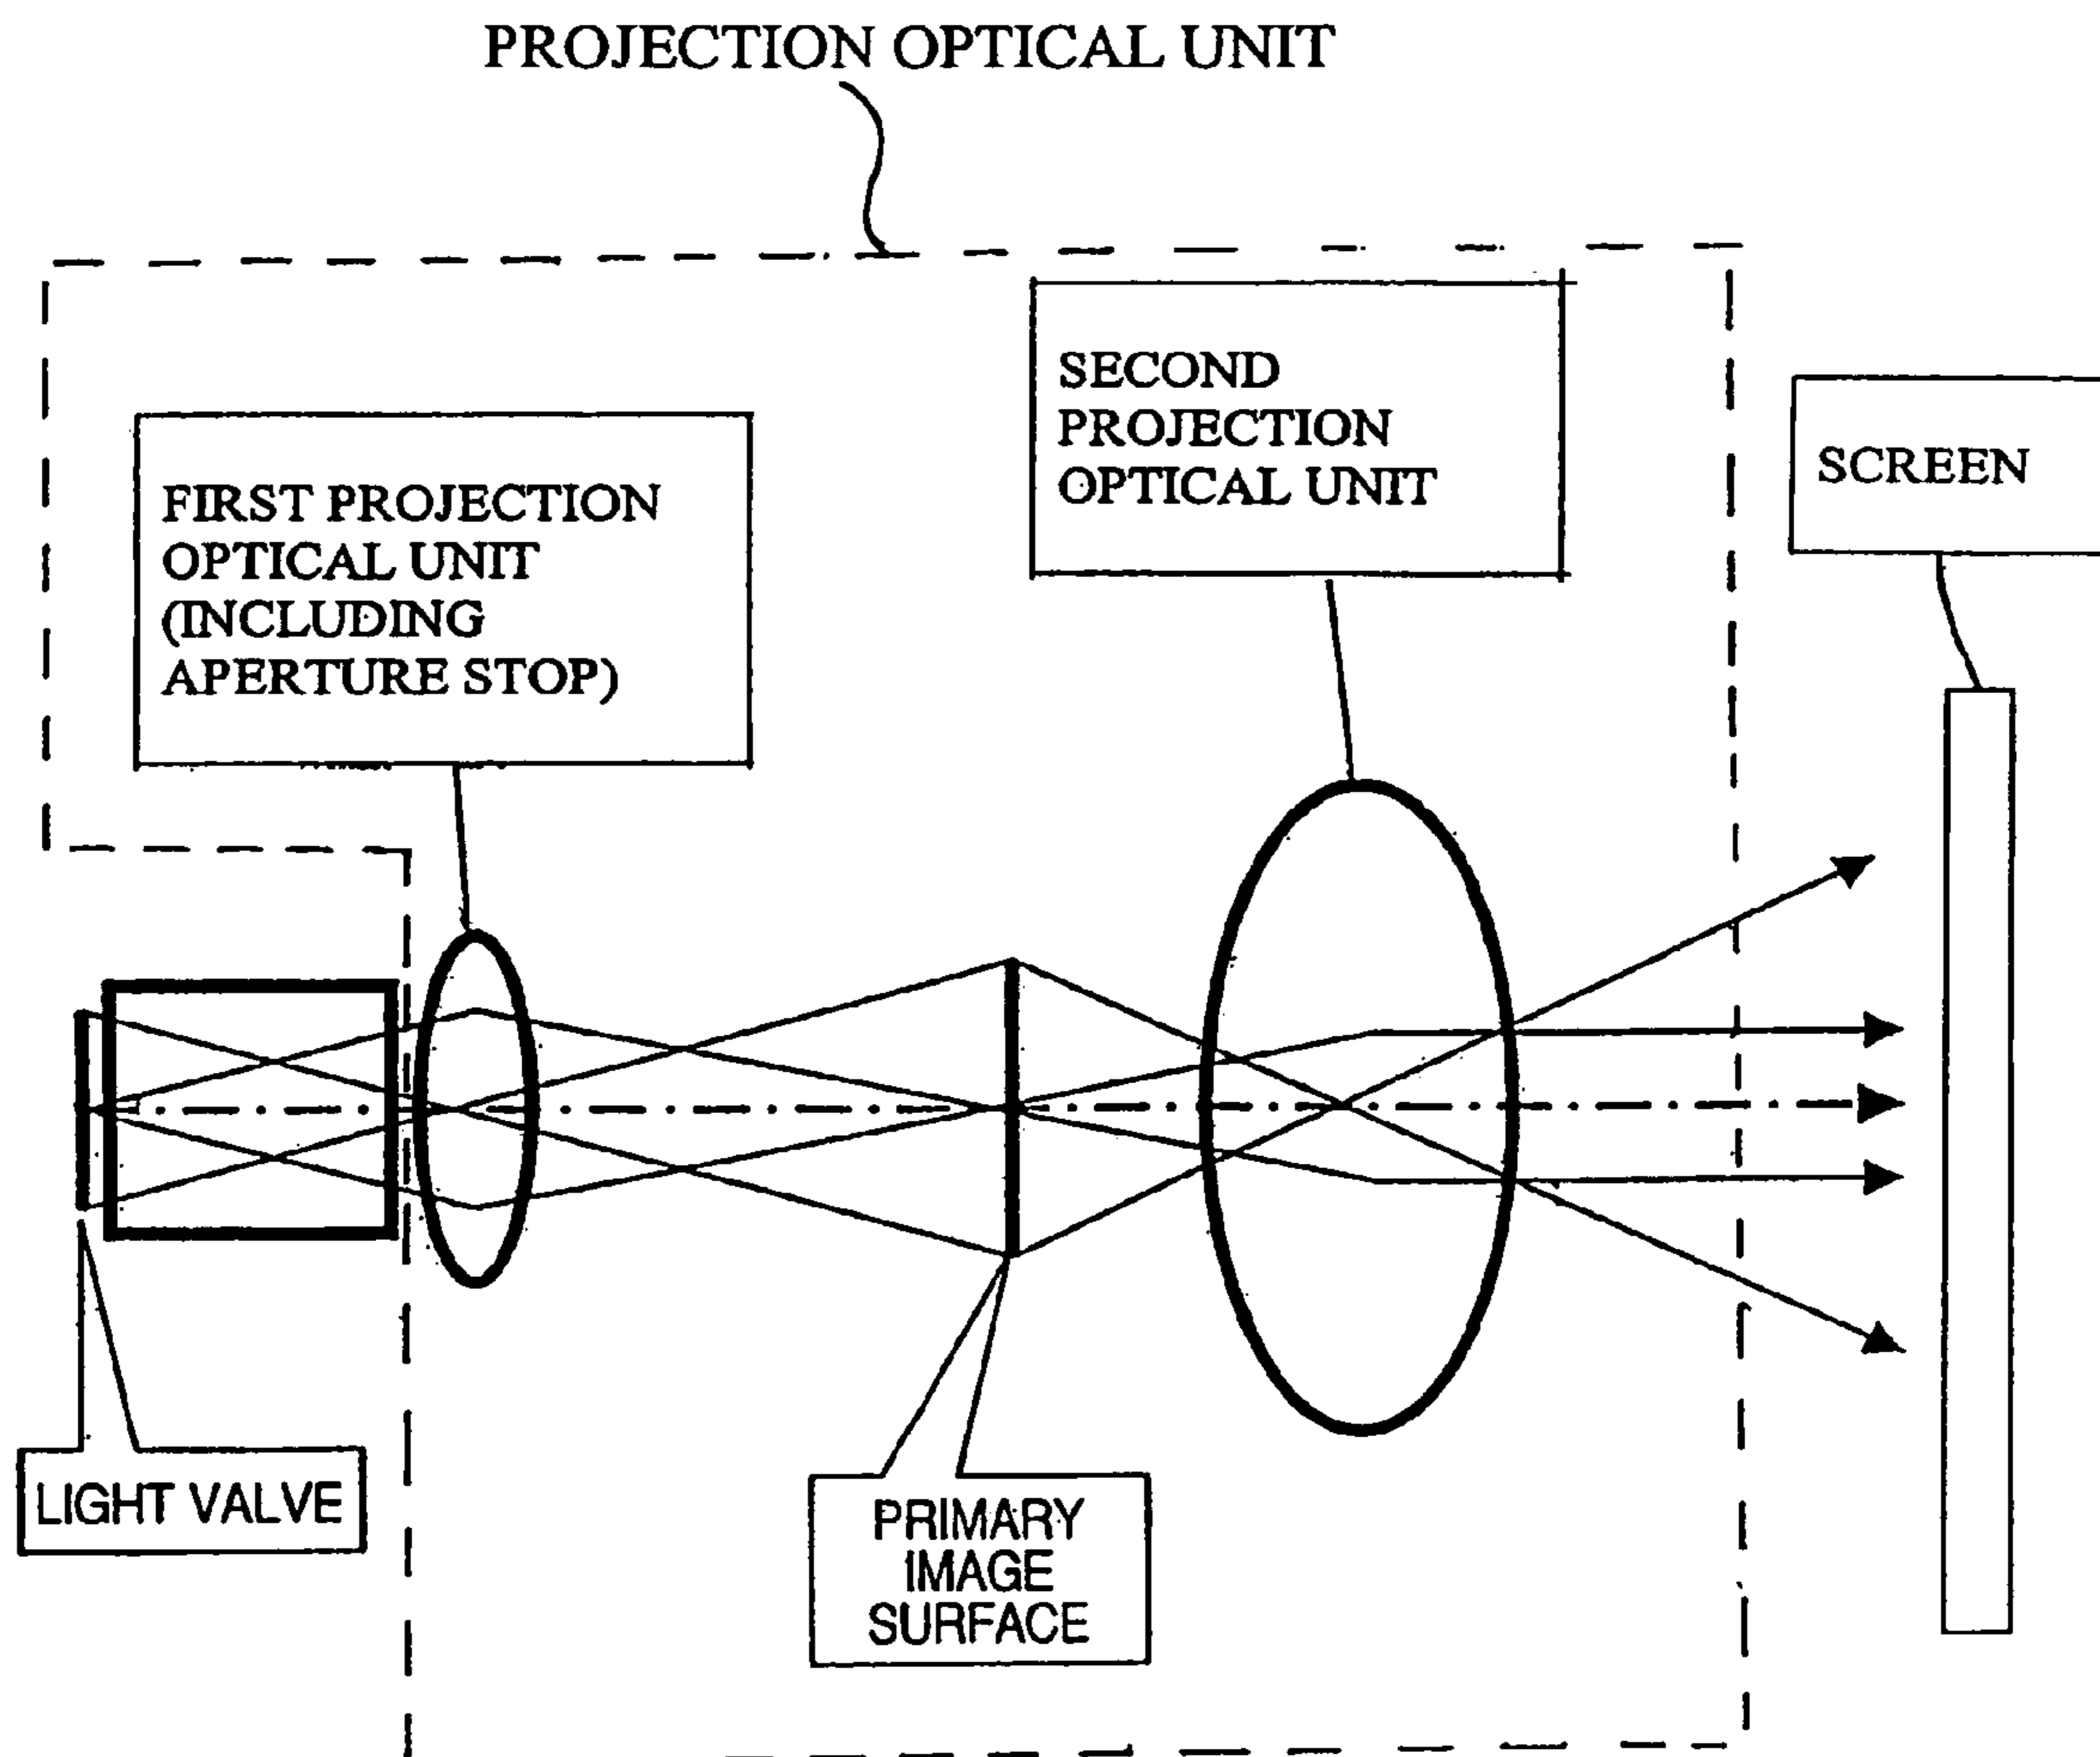 PROJECTION OPTICAL UNIT
SECOND
PROJECTION
OPTICAL UNIT
SCREEN
FIRST PROJECTION
OPTICAL UNIT
(INCLUDING
APERTURE STOP)
LIGHT VALVE
PRIMARY
IMAGE
SURFACE